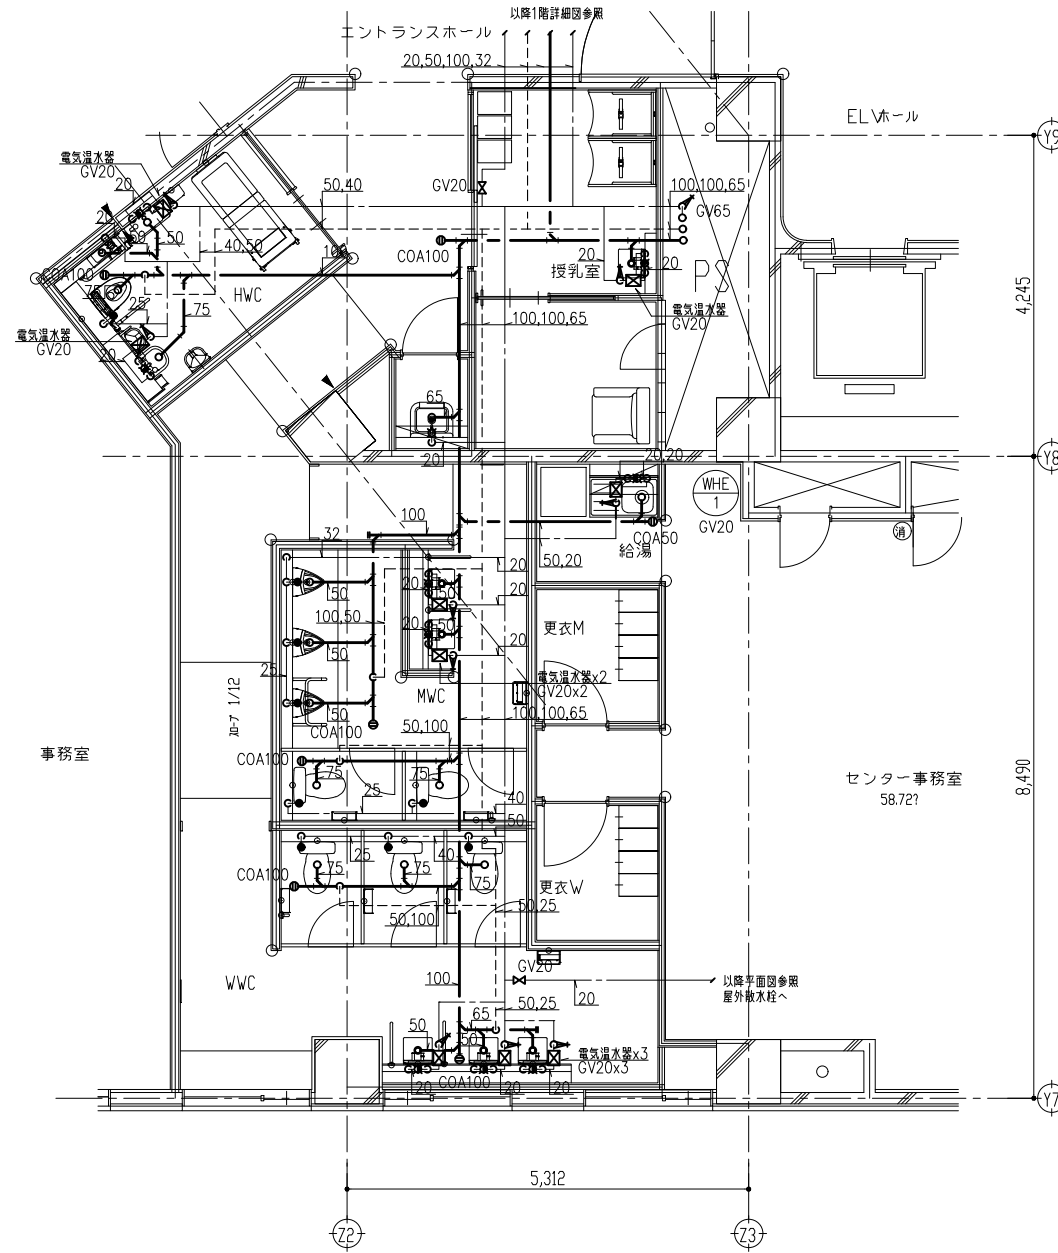 以降1階詳細図参照
エントランスホール
20,50,100,32
ELVホール
Y9
電気温水器
GV20
20
50,40
GV20
100,100,65
GV65
50
40,50
COA100
20
授乳室
20
PS
COA100
HWC
75
25
75
電気温水器
GV20
20
100,100,65
電気温水器
GV20
4,245
65
20
20,20
Y8
WHE
1
GV20
消
100
32
COA50
給湯
50,20
20
20
50
50
20
100,50
20
50
更衣M
50
20
25
電気温水器x2
GV20x2
MWC
スロープ 1/12
50
COA100
50,100
100,100,65
事務室
COA100
75
75
25
40
センター事務室
58.72?
8,490
50
25
40
COA100
75
75
75
更衣W
50,100
50,25
WWC
100
GV20
以降平面図参照
屋外散水栓へ
20
50,25
50
65
50
電気温水器x3
GV20x3
20
COA100
20
20
Y7
5,312
Z2
Z3